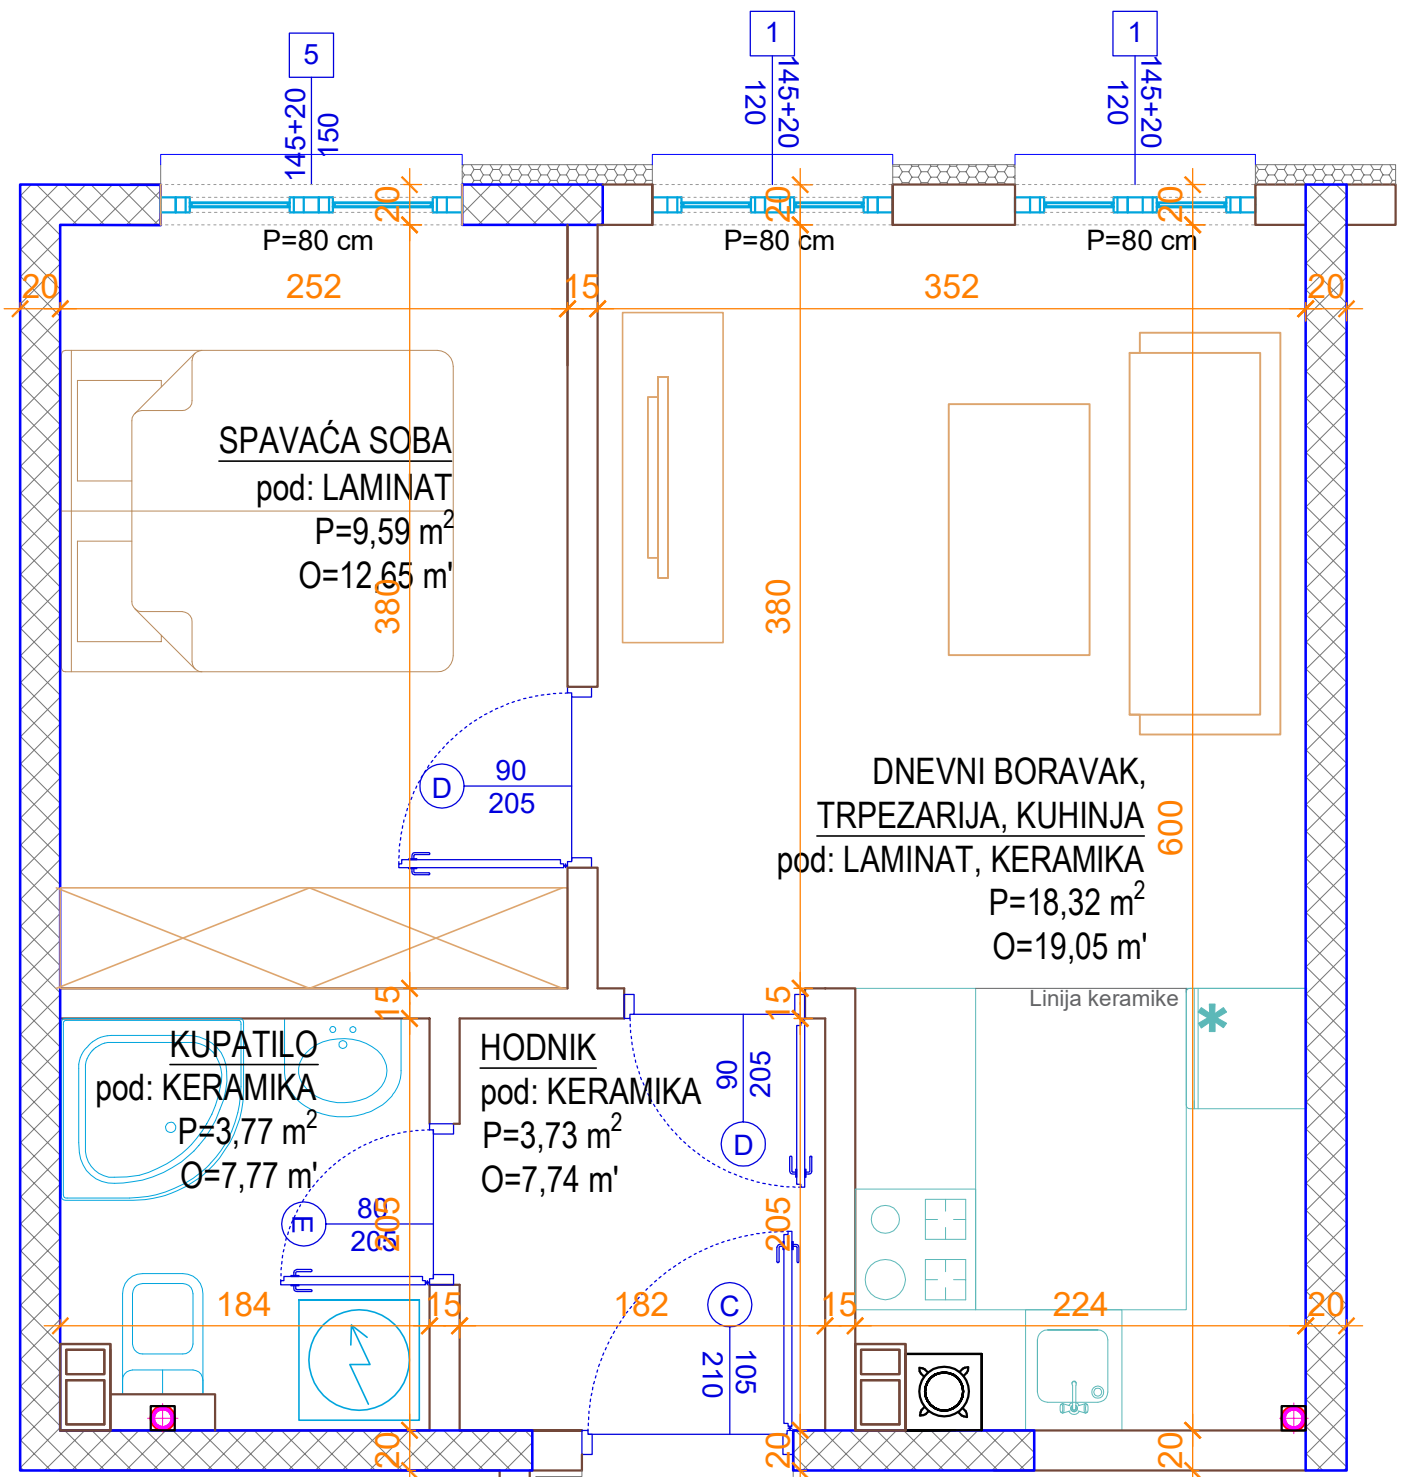 5
1
1
145+20
150
145+20
120
145+20
120
20
20
20
P=80 cm
P=80 cm
P=80 cm
20
252
15
352
20
SPAVAĆA SOBA
pod: LAMINAT
P=9,59 m²
O=12,65 m'
380
380
D
90
205
DNEVNI BORAVAK,
TRPEZARIJA, KUHINJA
pod: LAMINAT, KERAMIKA
P=18,32 m²
O=19,05 m'
600
15
15
Linija keramike
*
KUPATILO
pod: KERAMIKA
P=3,77 m²
O=7,77 m'
HODNIK
pod: KERAMIKA
P=3,73 m²
O=7,74 m'
90
205
D
E
80
205
205
205
184
15
182
C
15
224
20
105
210
20
20
20